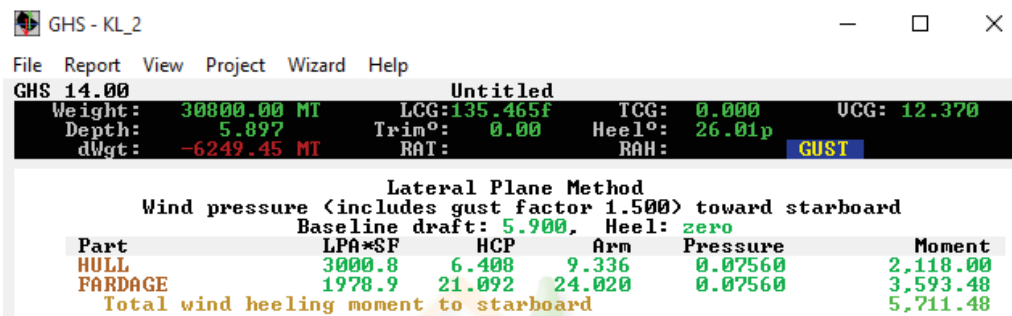 GHS - KL_2
File Report View Project Wizard Help
GHS 14.00 Untitled
Weight: 30800.00 MT LCG:135.465f TCG: 0.000 VCG: 12.370
Depth: 5.897 Trimº: 0.00 Heelº: 26.01p
dWgt: -6249.45 MT RAT: RAH: GUST
Lateral Plane Method
Wind pressure (includes gust factor 1.500) toward starboard
Baseline draft: 5.900, Heel: zero
Part LPA*SF HCP Arm Pressure Moment
HULL 3000.8 6.408 9.336 0.07560 2,118.00
FARDAGE 1978.9 21.092 24.020 0.07560 3,593.48
Total wind heeling moment to starboard 5,711.48